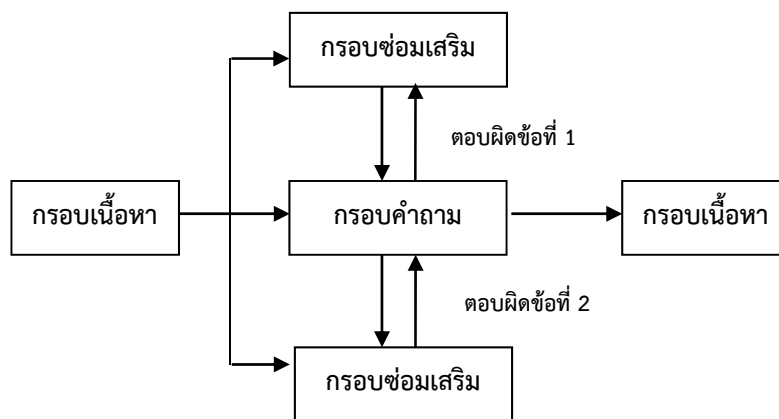 กรอบซ่อมเสริม
ตอบผิดข้อที่ 1
กรอบเนื้อหา
กรอบคำถาม
กรอบเนื้อหา
ตอบผิดข้อที่ 2
กรอบซ่อมเสริม